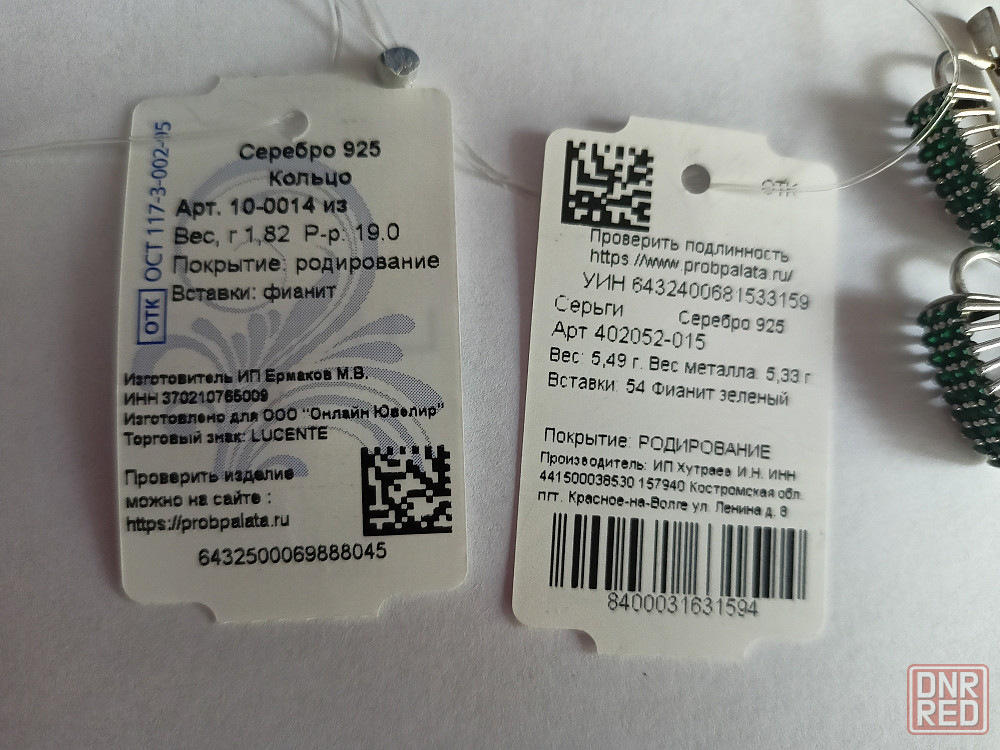 ОТК ОСТ 117-3-002-95
Серебро 925
Кольцо
Арт. 10-0014 из
Вес, г 1,82 Р-р. 19.0
Покрытие: родирование
Вставки: фианит
Изготовитель ИП Ермаков М.В.
ИНН 370210765009
Изготовлено для ООО "Онлайн Ювелир"
Торговый знак: LUCENTE
Проверить изделие
можно на сайте :
https://probpalata.ru
6432500069888045
ОТК
Проверить подлинность
https://www.probpalata.ru/
УИН 6432400681533159
Серьги Серебро 925
Арт 402052-015
Вес: 5,49 г. Вес металла: 5,33 г
Вставки: 54 Фианит зеленый
Покрытие: РОДИРОВАНИЕ
Производитель: ИП Хутраев И.Н. ИНН
441500038530 157940 Костромская обл.
пгт. Красное-на-Волге ул. Ленина д. 8
8400031631594
DNR
RED